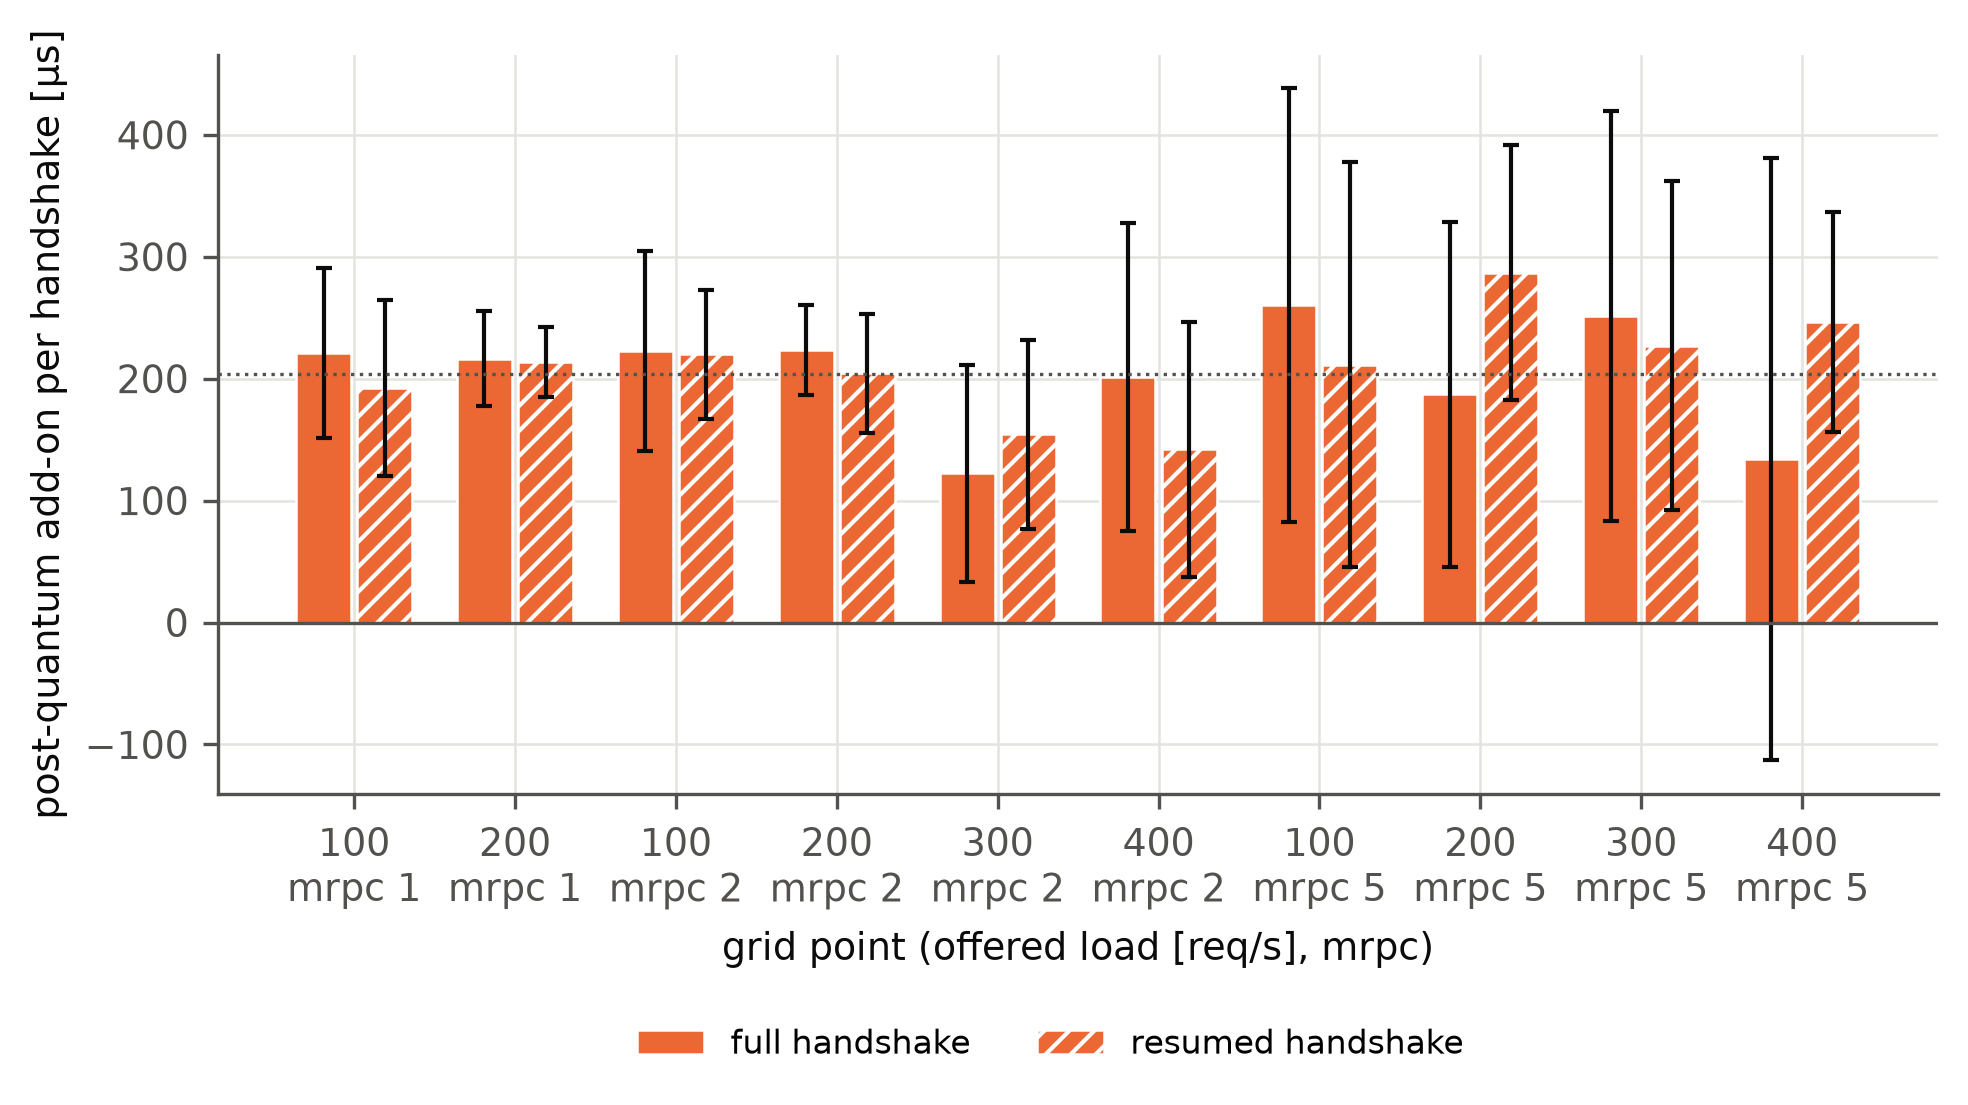 post-quantum add-on per handshake [µs]
400
300
200
100
0
−100
100 200 100 200 300 400 100 200 300 400
mrpc 1 mrpc 1 mrpc 2 mrpc 2 mrpc 2 mrpc 2 mrpc 5 mrpc 5 mrpc 5 mrpc 5
grid point (offered load [req/s], mrpc)
full handshake resumed handshake